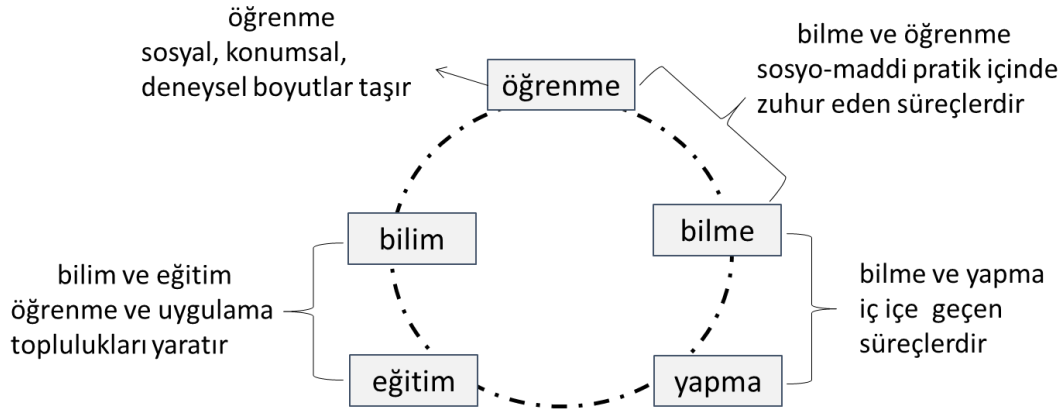 öğrenme
sosyal, konumsal,
deneysel boyutlar taşır
öğrenme
bilme ve öğrenme
sosyo-maddi pratik içinde
zuhur eden süreçlerdir
bilim
bilme
bilim ve eğitim
öğrenme ve uygulama
toplulukları yaratır
bilme ve yapma
iç içe geçen
süreçlerdir
eğitim
yapma